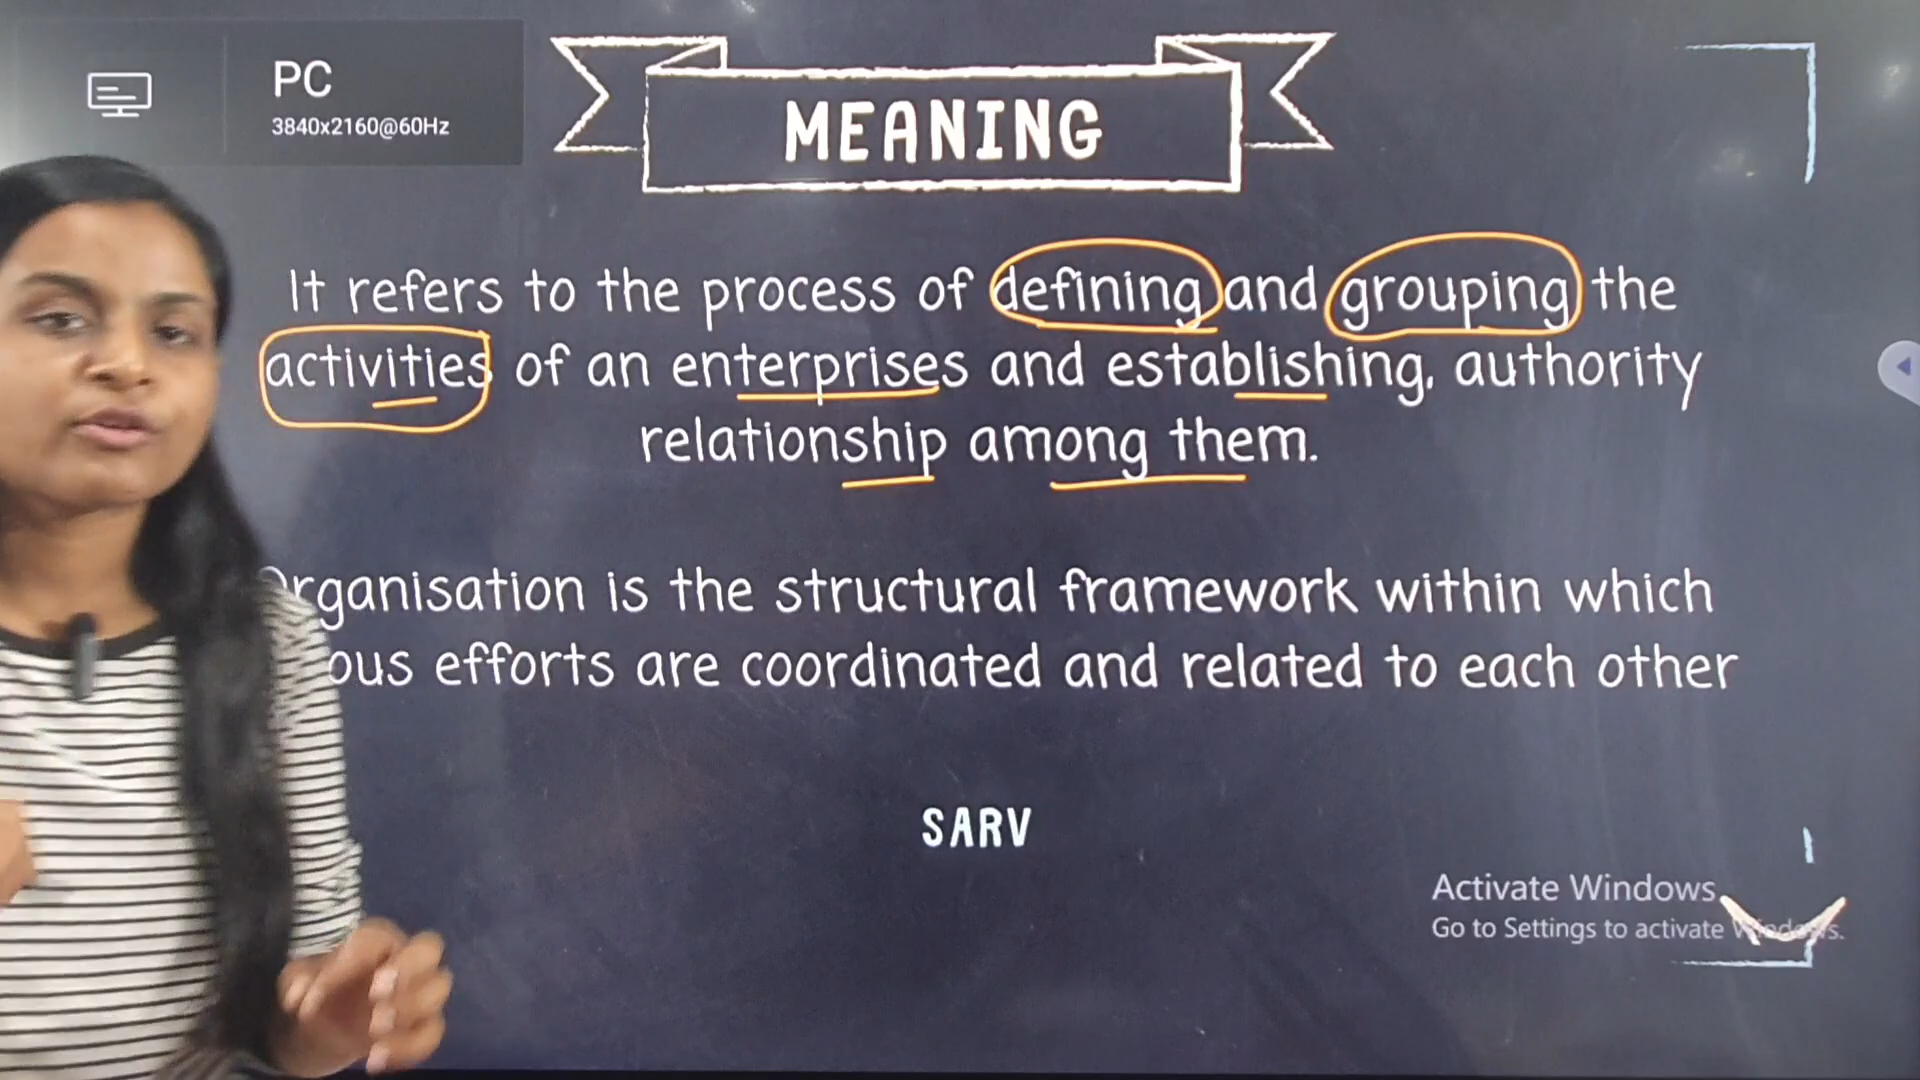 PC
3840x2160@60Hz
MEANING
It refers to the process of defining and grouping the
activities of an enterprises and establishing, authority
relationship among them.
Organisation is the structural framework within which
efforts are coordinated and related to each other
SARV
Activate Windows
Go to Settings to activate Windows.